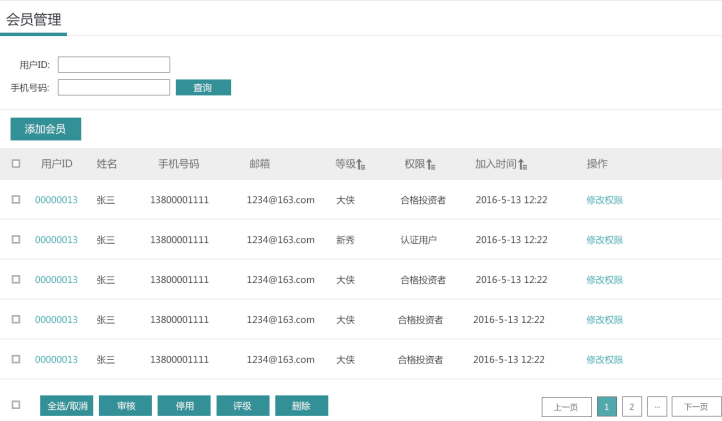 会员管理
用户ID:
手机号码: 查询
添加会员
用户ID 姓名 手机号码 邮箱 等级 权限 加入时间 操作
00000013 张三 13800001111 1234@163.com 大侠 合格投资者 2016-5-13 12:22 修改权限
00000013 张三 13800001111 1234@163.com 新秀 认证用户 2016-5-13 12:22 修改权限
00000013 张三 13800001111 1234@163.com 大侠 合格投资者 2016-5-13 12:22 修改权限
00000013 张三 13800001111 1234@163.com 大侠 合格投资者 2016-5-13 12:22 修改权限
00000013 张三 13800001111 1234@163.com 大侠 合格投资者 2016-5-13 12:22 修改权限
全选/取消 审核 停用 评级 删除 上一页 1 2 ... 下一页